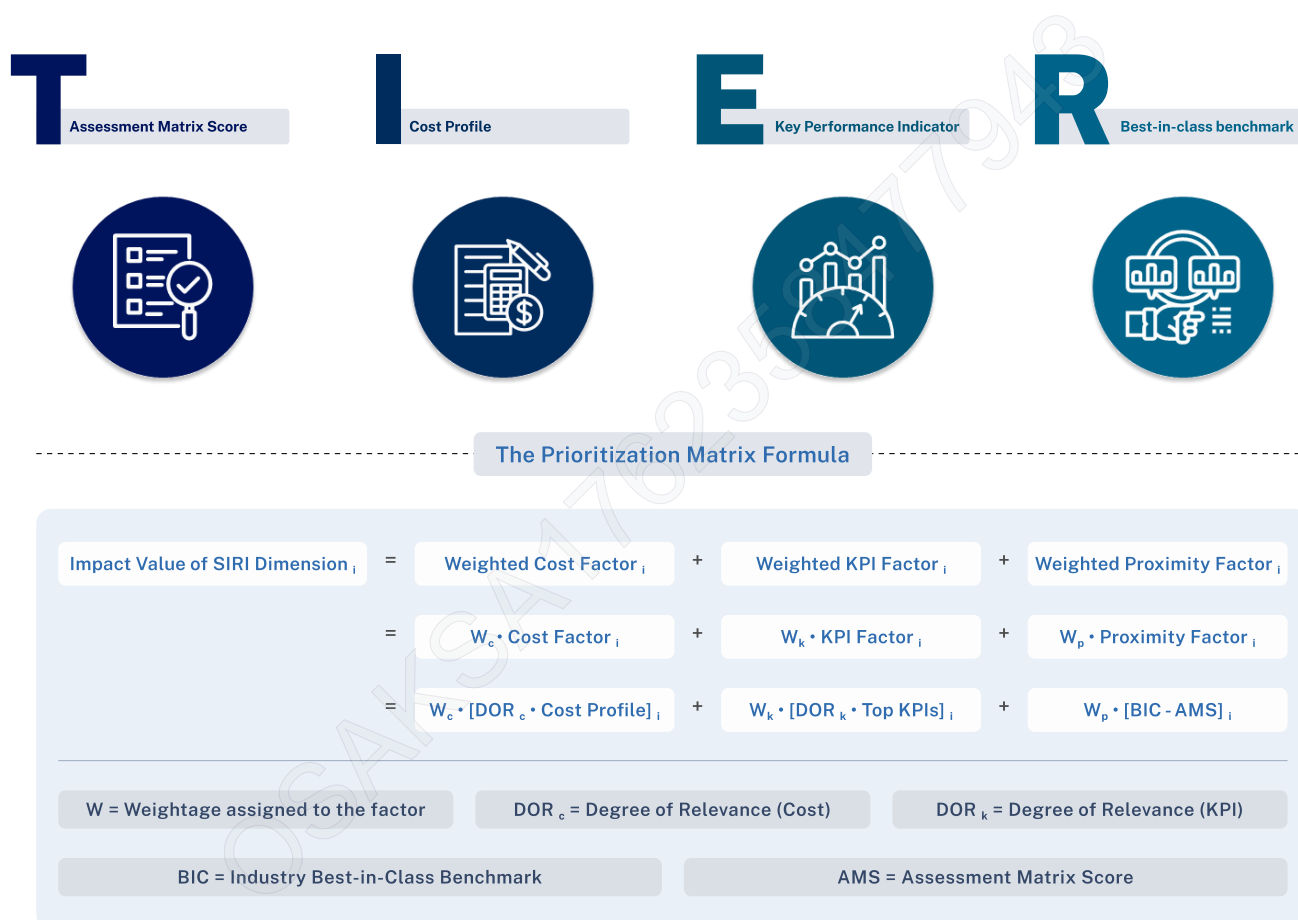 T I E R
Assessment Matrix Score Cost Profile Key Performance Indicator Best-in-class benchmark
The Prioritization Matrix Formula
Impact Value of SIRI Dimension i = Weighted Cost Factor i + Weighted KPI Factor i + Weighted Proximity Factor i
= Wc • Cost Factor i + Wk • KPI Factor i + Wp • Proximity Factor i
= Wc • [DOR c • Cost Profile] i + Wk • [DOR k • Top KPIs] i + Wp • [BIC - AMS] i
W = Weightage assigned to the factor DOR c = Degree of Relevance (Cost) DOR k = Degree of Relevance (KPI)
BIC = Industry Best-in-Class Benchmark AMS = Assessment Matrix Score
OSAKSA1762358477943